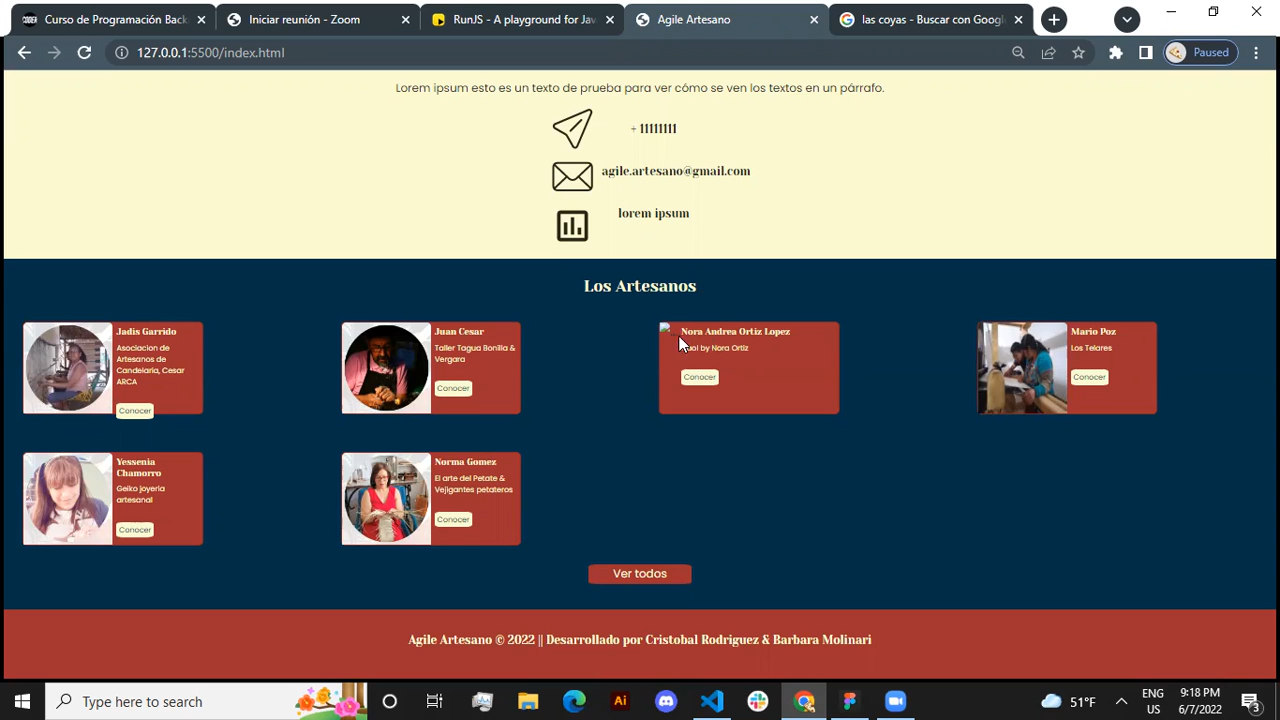 Curso de Programación Back
Iniciar reunión - Zoom
RunJS - A playground for Jav
Agile Artesano
las coyas - Buscar con Google
127.0.0.1:5500/index.html
Paused
Lorem ipsum esto es un texto de prueba para ver cómo se ven los textos en un párrafo.
+ 11111111
agile.artesano@gmail.com
lorem ipsum
Los Artesanos
Jadis Garrido
Asociacion de
Artesanos de
Candelaria, Cesar
ARCA
Conocer
Juan Cesar
Taller Tagua Bonilla &
Vergara
Conocer
Nora Andrea Ortiz Lopez
by Nora Ortiz
Conocer
Mario Poz
Los Telares
Conocer
Yessenia
Chamorro
Geiko joyeria
artesanal
Conocer
Norma Gomez
El arte del Petate &
Vejigantes petateros
Conocer
Ver todos
Agile Artesano © 2022 || Desarrollado por Cristobal Rodriguez & Barbara Molinari
Type here to search
Ai
51°F
ENG
US
9:18 PM
6/7/2022
3